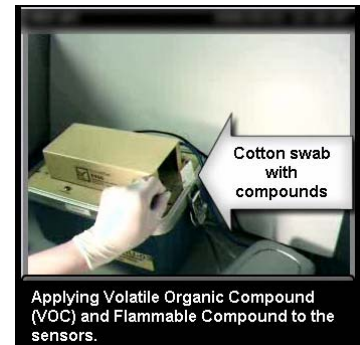 Cotton swab
with
compounds
Applying Volatile Organic Compound
(VOC) and Flammable Compound to the
sensors.